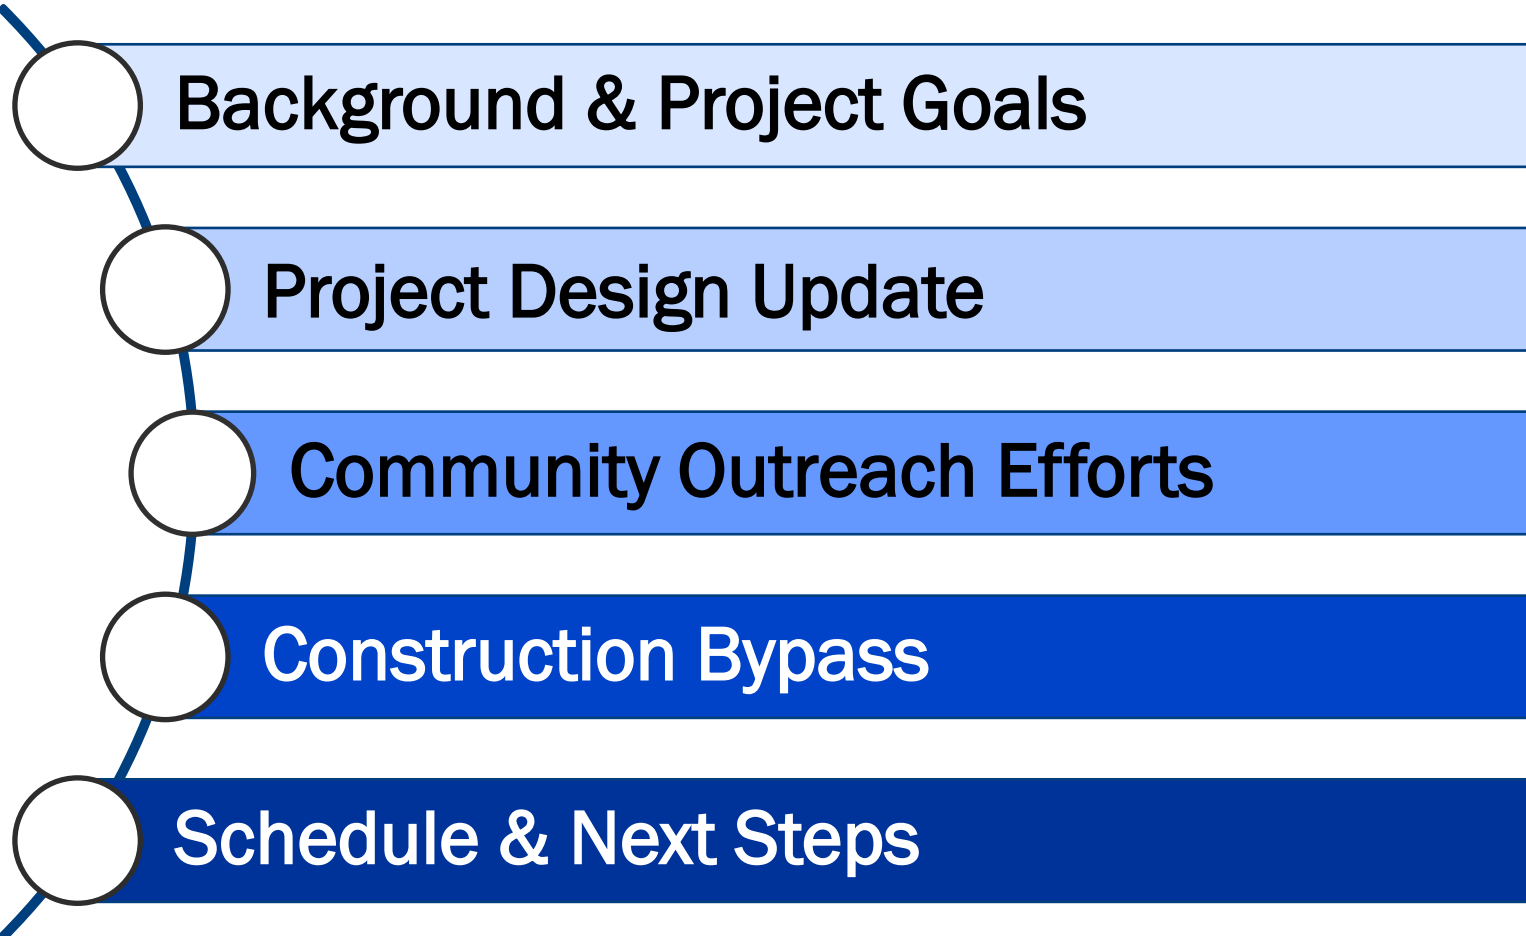 Background & Project Goals
Project Design Update
Community Outreach Efforts
Construction Bypass
Schedule & Next Steps